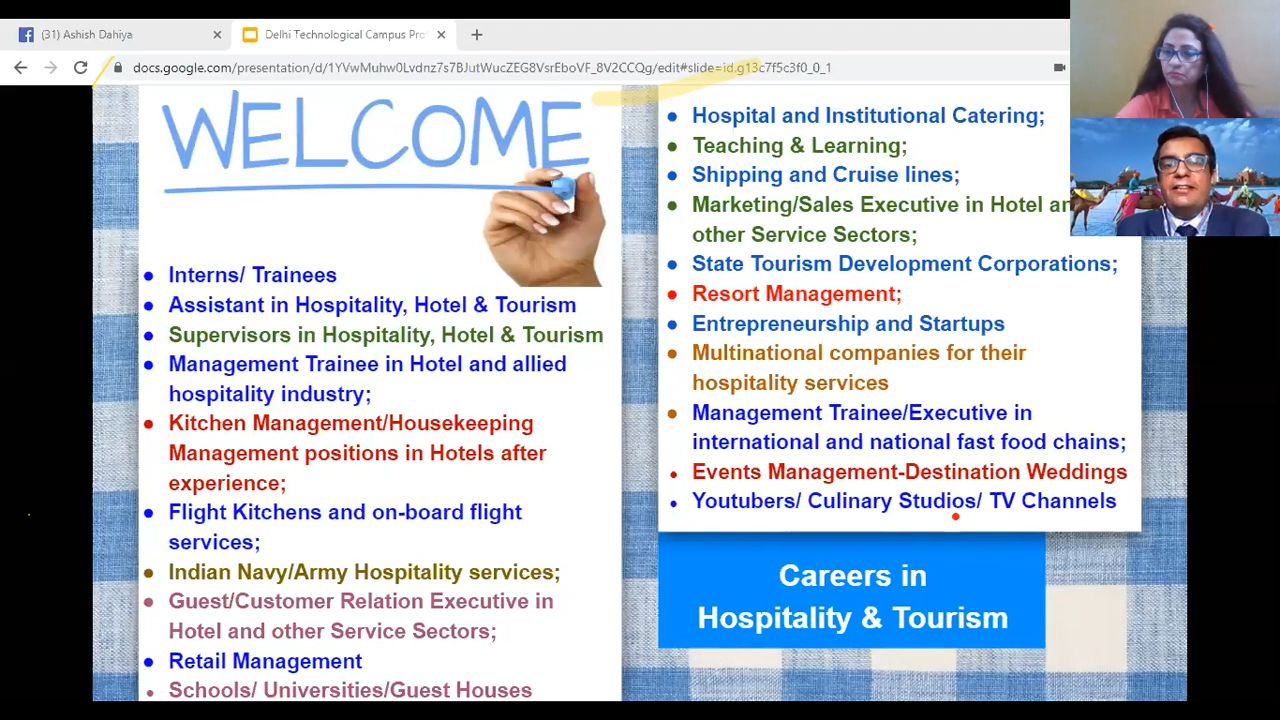 (31) Ashish Dahiya
Delhi Technological Campus Pro
docs.google.com/presentation/d/1YVwMuhw0Lvdnz7s7BJutWucZEG8VsrEboVF_8V2CCQg/edit#slide=id.g13c7f5c3f0_0_1
WELCOME
• Interns/ Trainees
• Assistant in Hospitality, Hotel & Tourism
• Supervisors in Hospitality, Hotel & Tourism
• Management Trainee in Hotel and allied
hospitality industry;
• Kitchen Management/Housekeeping
Management positions in Hotels after
experience;
• Flight Kitchens and on-board flight
services;
• Indian Navy/Army Hospitality services;
• Guest/Customer Relation Executive in
Hotel and other Service Sectors;
• Retail Management
• Schools/ Universities/Guest Houses
• Hospital and Institutional Catering;
• Teaching & Learning;
• Shipping and Cruise lines;
• Marketing/Sales Executive in Hotel an
other Service Sectors;
• State Tourism Development Corporations;
• Resort Management;
• Entrepreneurship and Startups
• Multinational companies for their
hospitality services
• Management Trainee/Executive in
international and national fast food chains;
• Events Management-Destination Weddings
• Youtubers/ Culinary Studios/ TV Channels
Careers in
Hospitality & Tourism